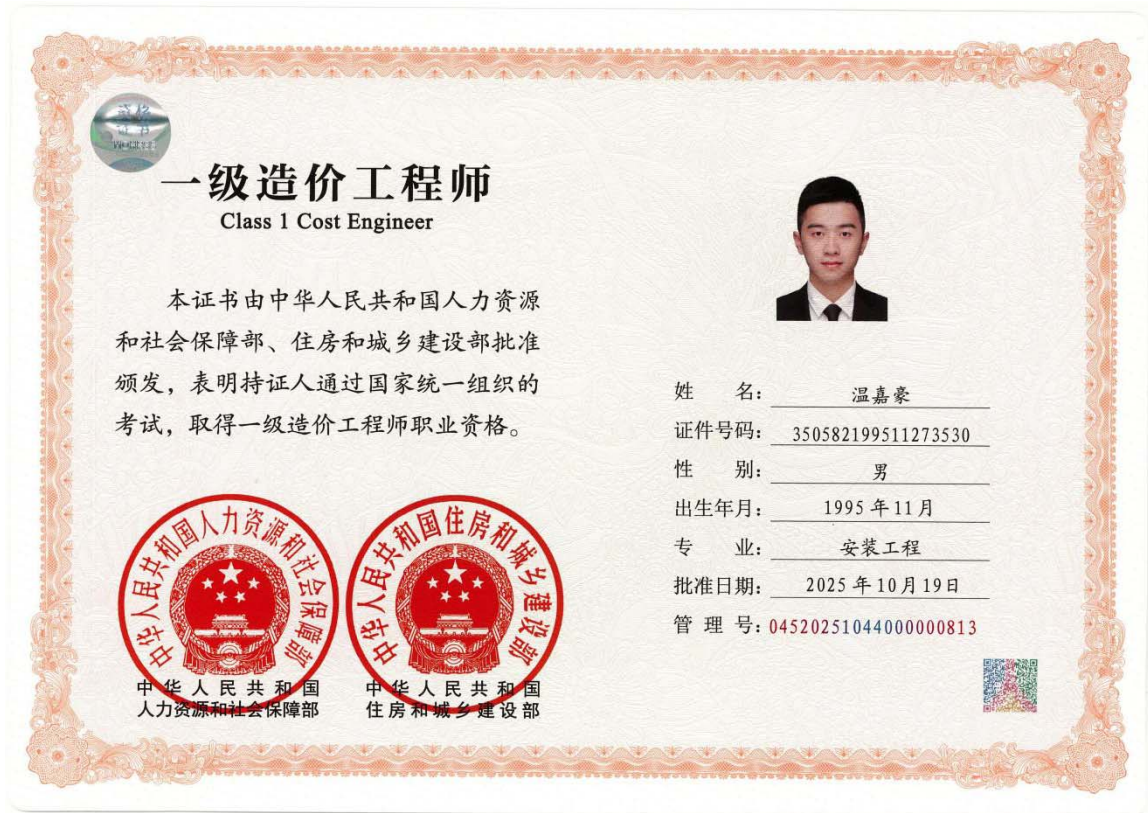 一级造价工程师
Class 1 Cost Engineer
本证书由中华人民共和国人力资源
和社会保障部、住房和城乡建设部批准
颁发，表明持证人通过国家统一组织的
考试，取得一级造价工程师职业资格。
中华人民共和国人力资源和社会保障部
中华人民共和国
人力资源和社会保障部
中华人民共和国住房和城乡建设部
中华人民共和国
住房和城乡建设部
姓 名：温嘉豪
证件号码：350582199511273530
性 别：男
出生年月：1995年11月
专 业：安装工程
批准日期：2025年10月19日
管 理 号：04520251044000000813